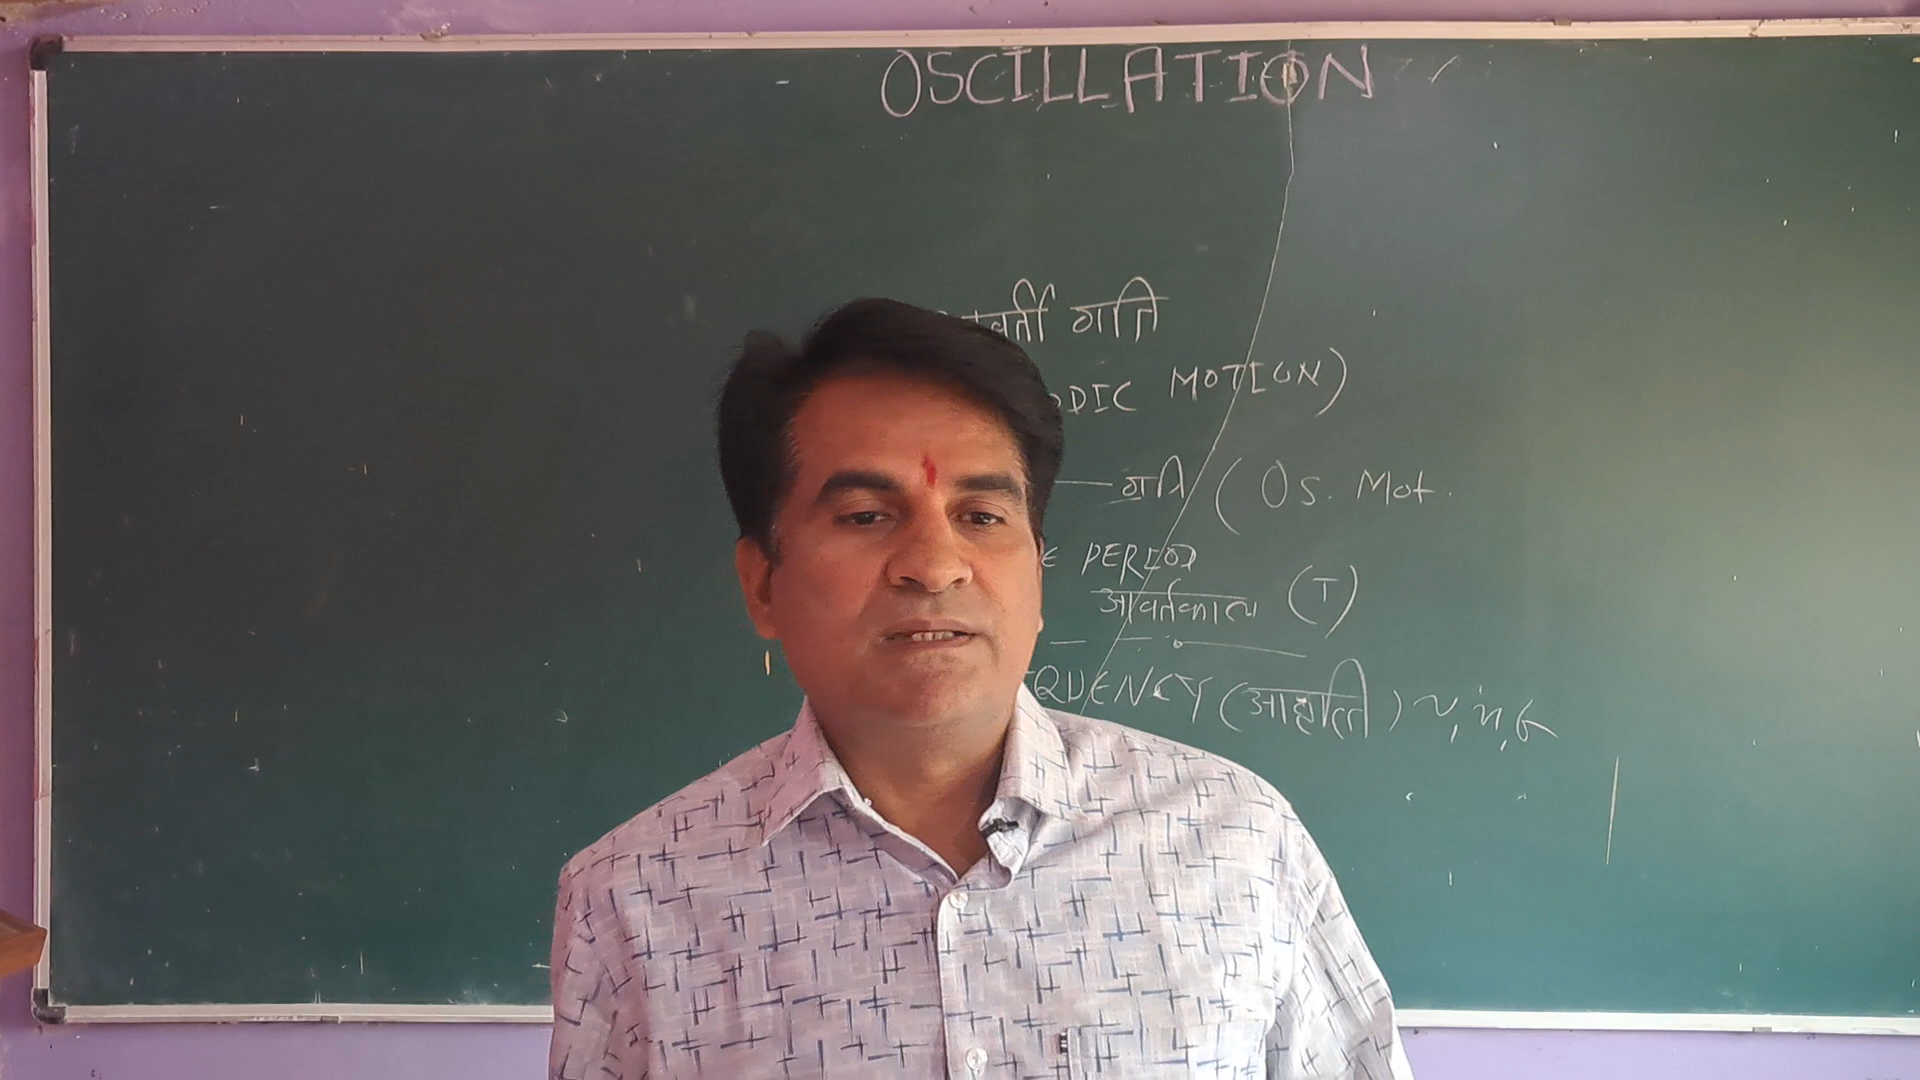 OSCILLATION
वर्ती गति
ODIC MOTION)
गति (Os. Mot.
E PERIOD
आवर्तकाल (T)
QUENCY (आवृत्ति)